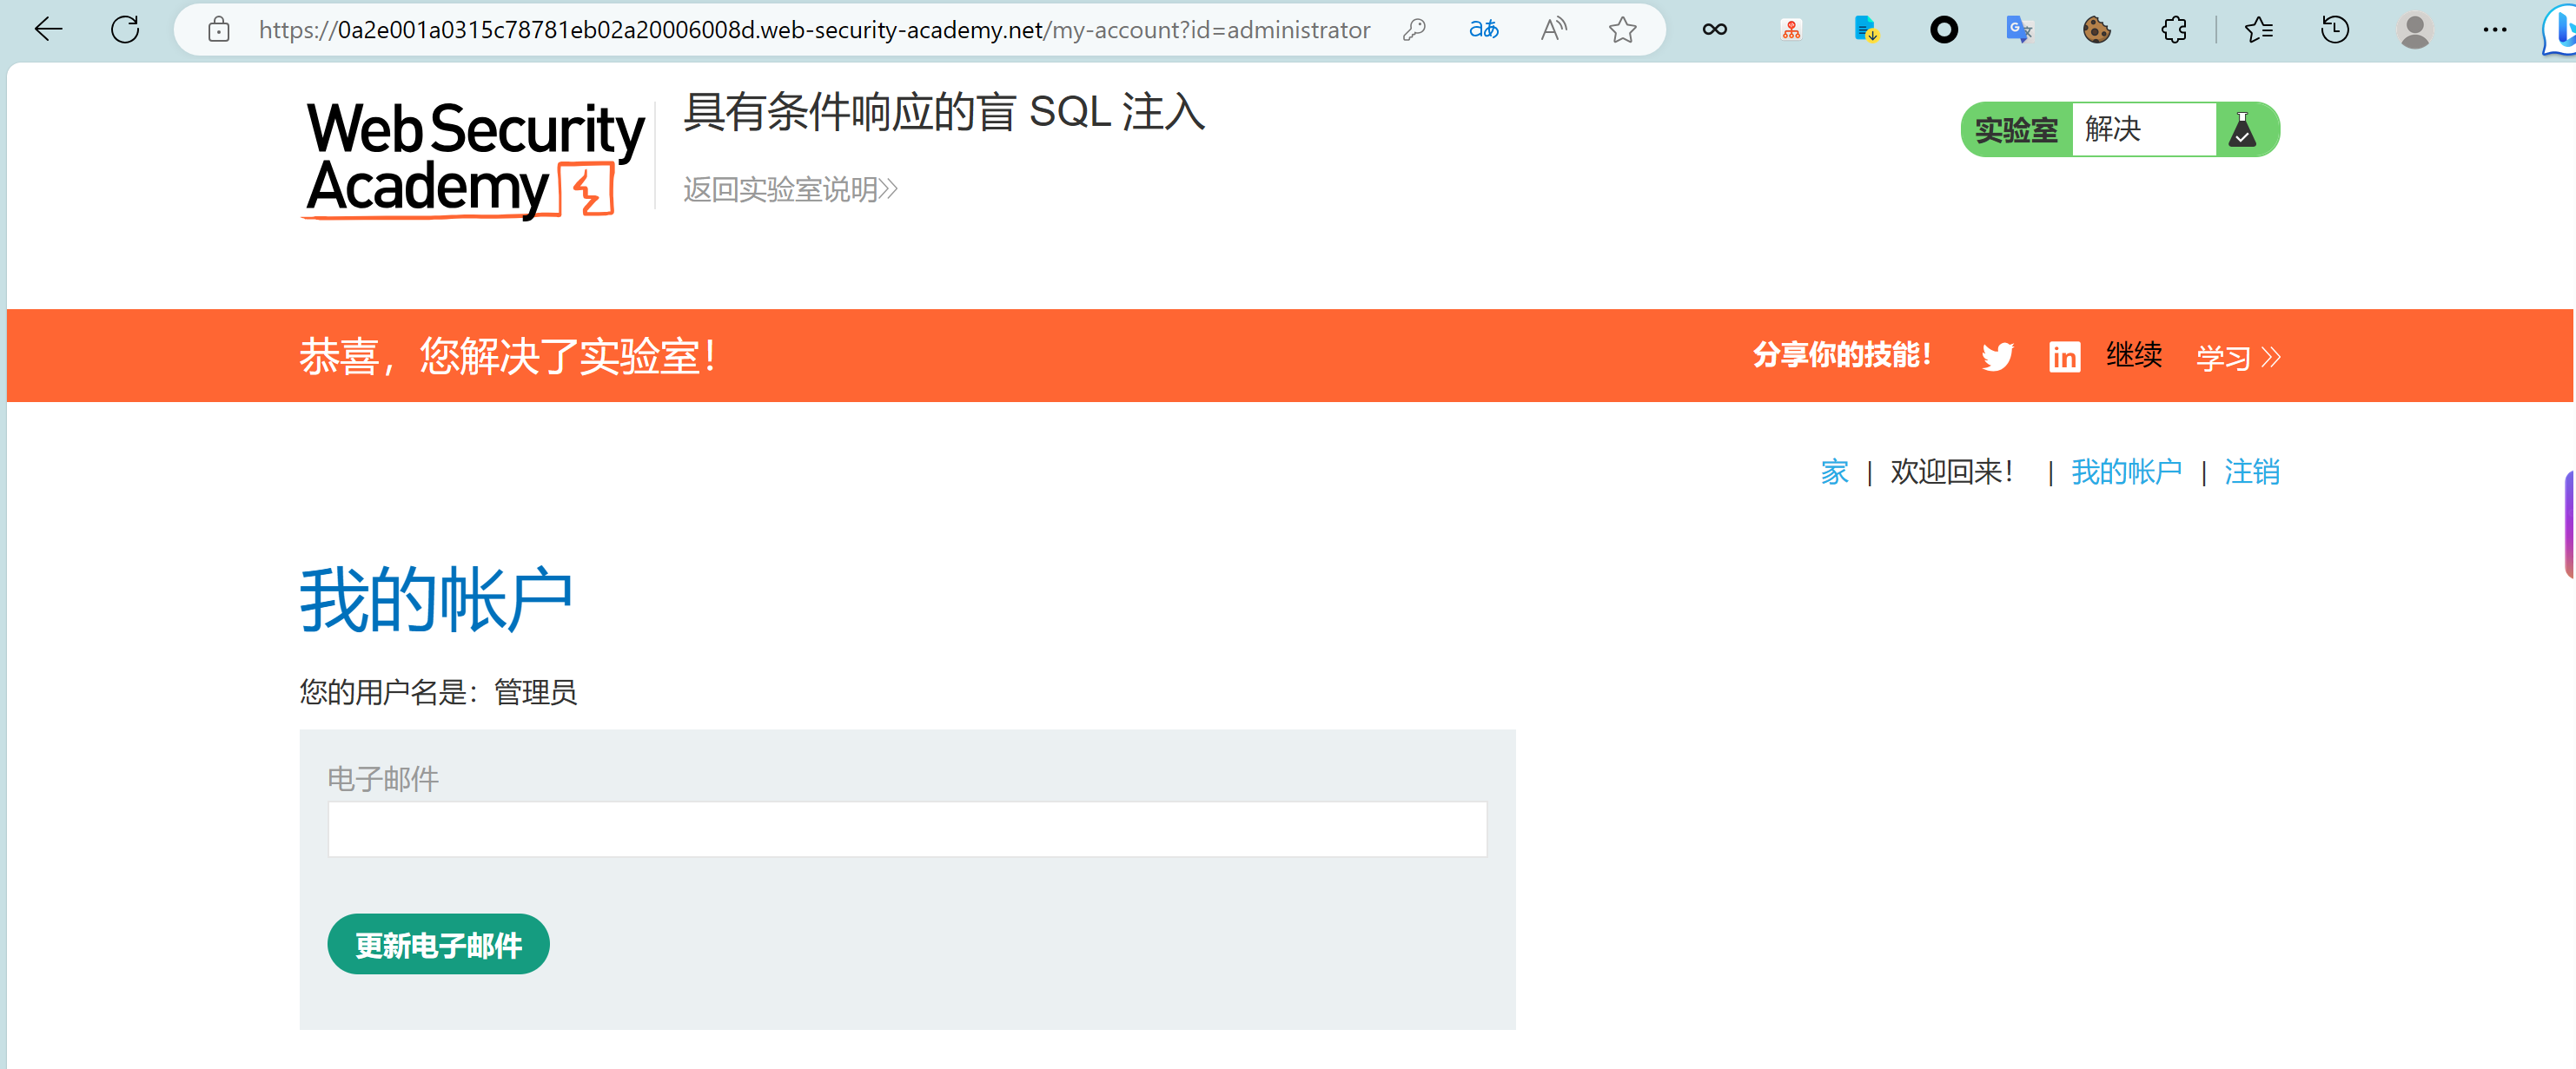 https://0a2e001a0315c78781eb02a20006008d.web-security-academy.net/my-account?id=administrator
Web Security
Academy
具有条件响应的盲 SQL 注入
返回实验室说明
实验室 解决
恭喜，您解决了实验室！
分享你的技能！ 继续 学习
家 | 欢迎回来！ | 我的帐户 | 注销
我的帐户
您的用户名是：管理员
电子邮件
更新电子邮件